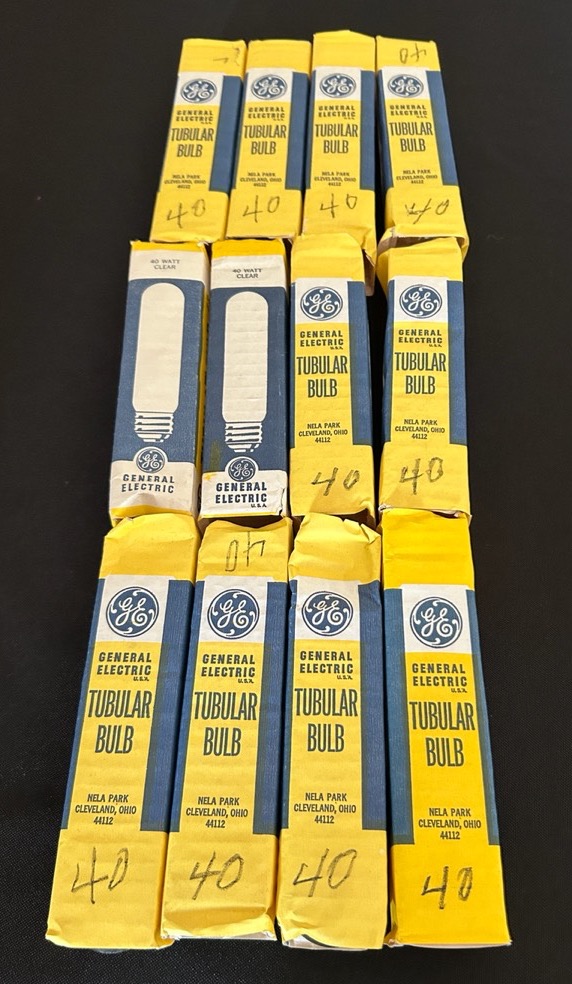 40
GE
GENERAL
ELECTRIC
U.S.A.
TUBULAR
BULB
NELA PARK
CLEVELAND, OHIO
44112
40
GE
GENERAL
ELECTRIC
U.S.A.
TUBULAR
BULB
NELA PARK
CLEVELAND, OHIO
44112
40
GE
GENERAL
ELECTRIC
U.S.A.
TUBULAR
BULB
NELA PARK
CLEVELAND, OHIO
44112
40
GE
GENERAL
ELECTRIC
U.S.A.
TUBULAR
BULB
NELA PARK
CLEVELAND, OHIO
44112
40
40 WATT
CLEAR
GE
GENERAL
ELECTRIC
40 WATT
CLEAR
GE
GENERAL
ELECTRIC
U.S.A.
GE
GENERAL
ELECTRIC
U.S.A.
TUBULAR
BULB
NELA PARK
CLEVELAND, OHIO
44112
40
GE
GENERAL
ELECTRIC
U.S.A.
TUBULAR
BULB
NELA PARK
CLEVELAND, OHIO
44112
40
GE
GENERAL
ELECTRIC
U.S.A.
TUBULAR
BULB
NELA PARK
CLEVELAND, OHIO
44112
40
40
GE
GENERAL
ELECTRIC
U.S.A.
TUBULAR
BULB
NELA PARK
CLEVELAND, OHIO
44112
40
GE
GENERAL
ELECTRIC
U.S.A.
TUBULAR
BULB
NELA PARK
CLEVELAND, OHIO
44112
40
GE
GENERAL
ELECTRIC
U.S.A.
TUBULAR
BULB
NELA PARK
CLEVELAND, OHIO
44112
40